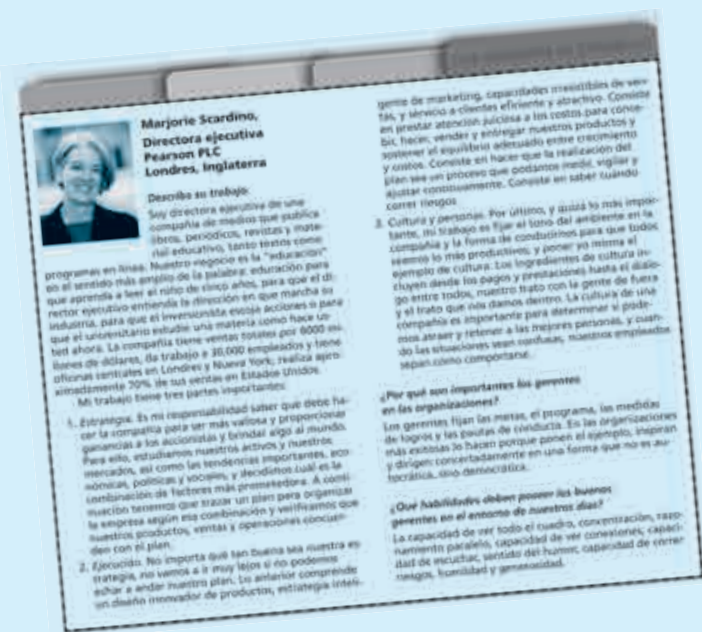 Marjorie Scardino,
Directora ejecutiva
Pearson PLC
Londres, Inglaterra
Describa su trabajo
Soy directora ejecutiva de una
compañía de medios que publica
libros, periódicos, revistas y mate-
rial educativo, tanto textos como
programas en línea. Nuestro negocio es la "educación"
en el sentido más amplio de la palabra: educación para
que aprenda a leer el niño de cinco años, para que el di-
rector ejecutivo entienda la dirección en que marcha su
industria, para que el inversionista escoja acciones o para
que el universitario estudie una materia como hace us-
ted ahora. La compañía tiene ventas totales por 6000 mi-
llones de dólares, da trabajo a 30,000 empleados y tiene
oficinas centrales en Londres y Nueva York; realiza apro-
ximadamente 70% de sus ventas en Estados Unidos.
Mi trabajo tiene tres partes importantes:
1. Estrategia. Es mi responsabilidad saber qué debe ha-
cer la compañía para ser más valiosa y proporcionar
ganancias a los accionistas y brindar algo al mundo.
Para ello, estudiamos nuestros activos y nuestros
mercados, así como las tendencias importantes, eco-
nómicas, políticas y sociales, y decidimos cuál es la
combinación de factores más prometedora. A conti-
nuación tenemos que trazar un plan para organizar
la empresa según esa combinación y verificamos que
nuestros productos, ventas y operaciones concuer-
den con el plan.
2. Ejecución. No importa qué tan buena sea nuestra es-
trategia, no vamos a ir muy lejos si no podemos
echar a andar nuestro plan. Lo anterior comprende
un diseño innovador de productos, estrategia inteli-
gente de marketing, capacidades irresistibles de ven-
tas, y servicio a clientes eficiente y atractivo. Consiste
en prestar atención juiciosa a los costos para conce-
bir, hacer, vender y entregar nuestros productos y
sostener el equilibrio adecuado entre crecimiento
y costos. Consiste en hacer que la realización del
plan sea un proceso que podamos medir, vigilar y
ajustar continuamente. Consiste en saber cuándo
correr riesgos.
3. Cultura y personas. Por último, y quizá lo más impor-
tante, mi trabajo es fijar el tono del ambiente en la
compañía y la forma de conducirnos para que todos
seamos lo más productivos, y poner yo misma el
ejemplo de cultura. Los ingredientes de cultura in-
cluyen desde los pagos y prestaciones hasta el diálo-
go entre todos, nuestro trato con la gente de fuera
y el trato que nos damos dentro. La cultura de una
compañía es importante para determinar si pode-
mos atraer y retener a las mejores personas, y cuan-
do las situaciones sean confusas, nuestros empleados
sepan cómo comportarse.
¿Por qué son importantes los gerentes
en las organizaciones?
Los gerentes fijan las metas, el programa, las medidas
de logros y las pautas de conducta. En las organizaciones
más exitosas lo hacen porque ponen el ejemplo, inspiran
y dirigen concertadamente en una forma que no es au-
tocrática, sino democrática.
¿Qué habilidades deben poseer los buenos
gerentes en el entorno de nuestros días?
La capacidad de ver todo el cuadro, concentración, razo-
namiento paralelo, capacidad de ver conexiones, capaci-
dad de escuchar, sentido del humor, capacidad de correr
riesgos, humildad y generosidad.